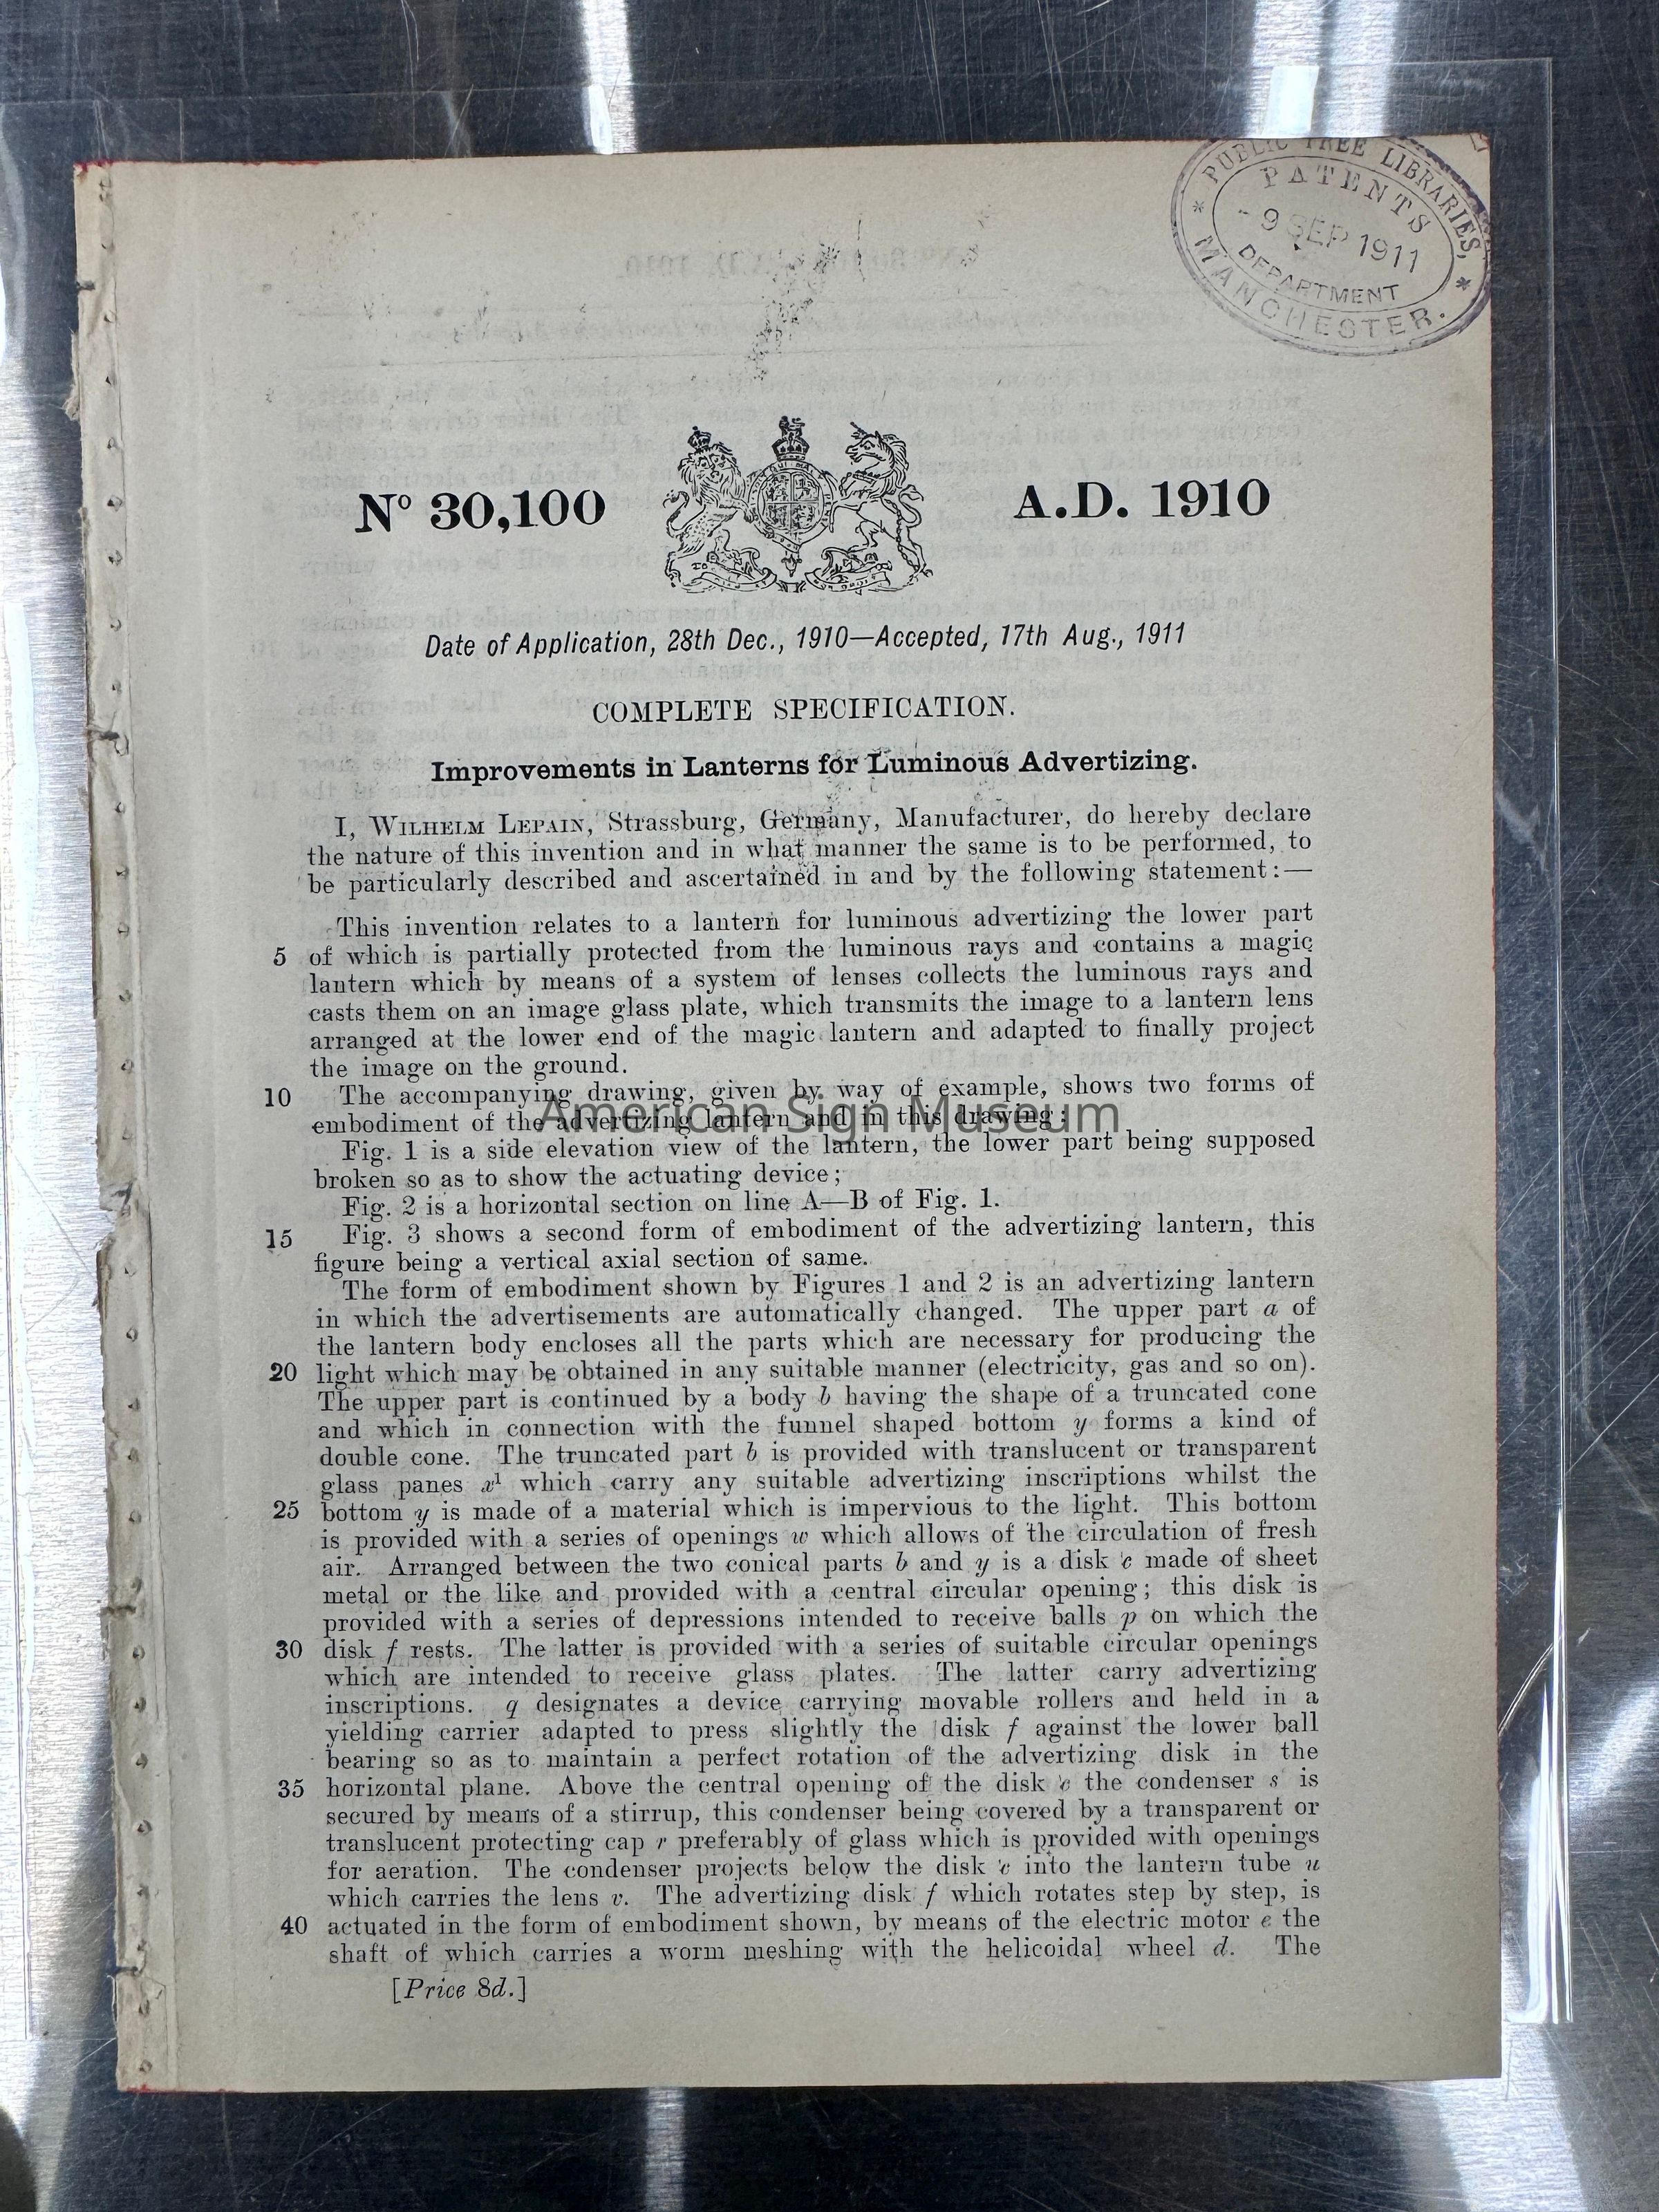 PUBLIC FREE LIBRARIES,
PATENTS
-9 SEP 1911
DEPARTMENT
MANCHESTER.
Nº 30,100
A.D. 1910
Date of Application, 28th Dec., 1910—Accepted, 17th Aug., 1911
COMPLETE SPECIFICATION.
Improvements in Lanterns for Luminous Advertizing.
I, WILHELM LEPAIN, Strassburg, Germany, Manufacturer, do hereby declare
the nature of this invention and in what manner the same is to be performed, to
be particularly described and ascertained in and by the following statement:—
This invention relates to a lantern for luminous advertizing the lower part
5 of which is partially protected from the luminous rays and contains a magic
lantern which by means of a system of lenses collects the luminous rays and
casts them on an image glass plate, which transmits the image to a lantern lens
arranged at the lower end of the magic lantern and adapted to finally project
the image on the ground.
10 The accompanying drawing, given by way of example, shows two forms of
embodiment of the advertizing lantern and in this drawing:
American Sign Museum
Fig. 1 is a side elevation view of the lantern, the lower part being supposed
broken so as to show the actuating device;
Fig. 2 is a horizontal section on line A—B of Fig. 1.
15 Fig. 3 shows a second form of embodiment of the advertizing lantern, this
figure being a vertical axial section of same.
The form of embodiment shown by Figures 1 and 2 is an advertizing lantern
in which the advertisements are automatically changed. The upper part a of
the lantern body encloses all the parts which are necessary for producing the
20 light which may be obtained in any suitable manner (electricity, gas and so on).
The upper part is continued by a body b having the shape of a truncated cone
and which in connection with the funnel shaped bottom y forms a kind of
double cone. The truncated part b is provided with translucent or transparent
glass panes x¹ which carry any suitable advertizing inscriptions whilst the
25 bottom y is made of a material which is impervious to the light. This bottom
is provided with a series of openings w which allows of the circulation of fresh
air. Arranged between the two conical parts b and y is a disk c made of sheet
metal or the like and provided with a central circular opening; this disk is
provided with a series of depressions intended to receive balls p on which the
30 disk f rests. The latter is provided with a series of suitable circular openings
which are intended to receive glass plates. The latter carry advertizing
inscriptions. q designates a device carrying movable rollers and held in a
yielding carrier adapted to press slightly the disk f against the lower ball
bearing so as to maintain a perfect rotation of the advertizing disk in the
35 horizontal plane. Above the central opening of the disk c the condenser s is
secured by means of a stirrup, this condenser being covered by a transparent or
translucent protecting cap r preferably of glass which is provided with openings
for aeration. The condenser projects below the disk c into the lantern tube u
which carries the lens v. The advertizing disk f which rotates step by step, is
40 actuated in the form of embodiment shown, by means of the electric motor e the
shaft of which carries a worm meshing with the helicoidal wheel d. The
[Price 8d.]